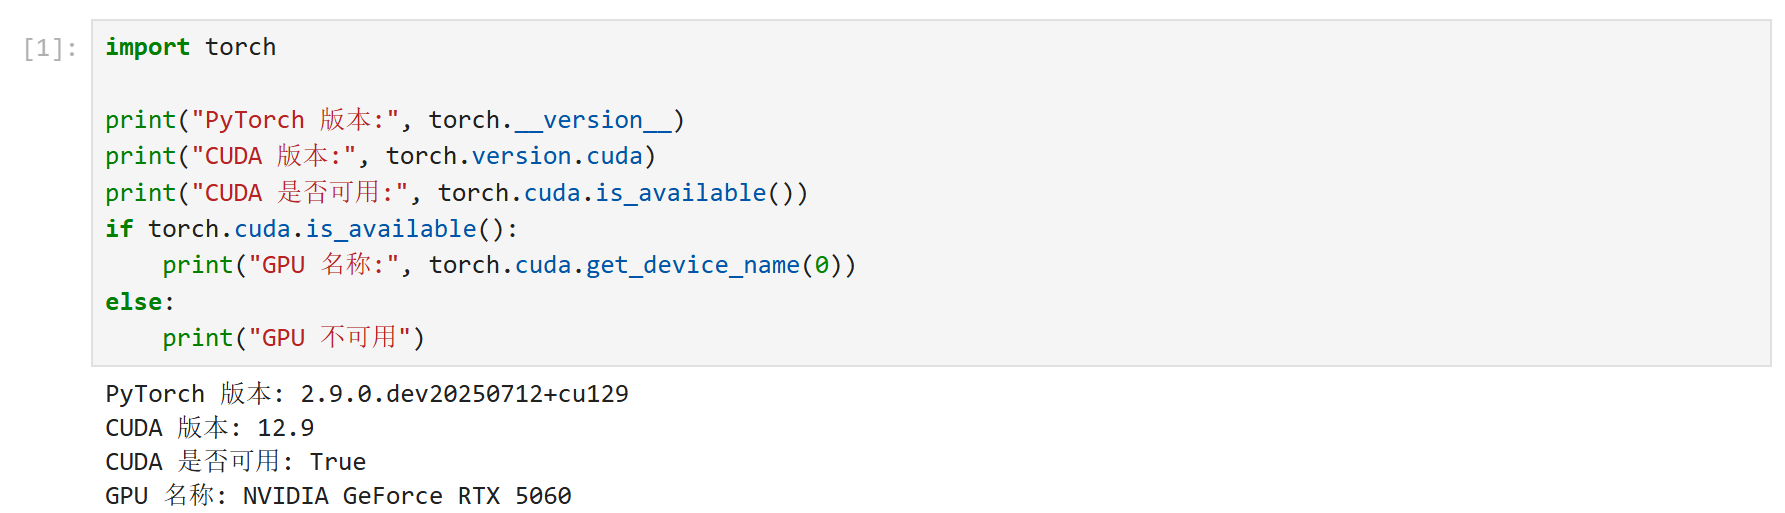 [1]:
import torch
print("PyTorch 版本:", torch.__version__)
print("CUDA 版本:", torch.version.cuda)
print("CUDA 是否可用:", torch.cuda.is_available())
if torch.cuda.is_available():
    print("GPU 名称:", torch.cuda.get_device_name(0))
else:
    print("GPU 不可用")
PyTorch 版本: 2.9.0.dev20250712+cu129
CUDA 版本: 12.9
CUDA 是否可用: True
GPU 名称: NVIDIA GeForce RTX 5060